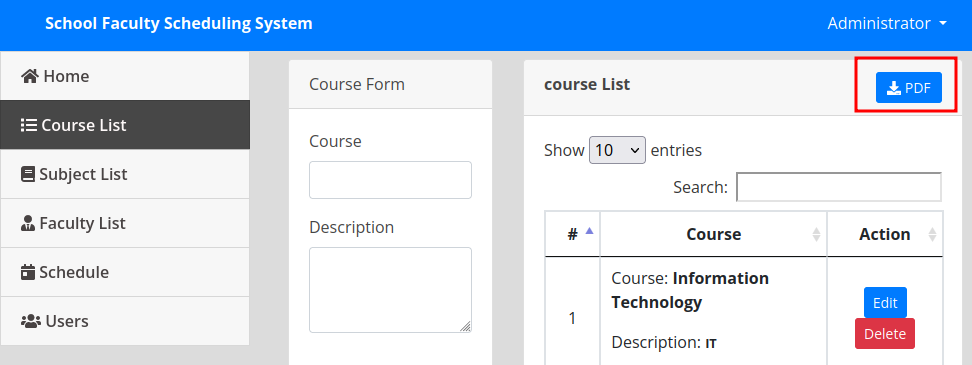 School Faculty Scheduling System
Administrator
Home
Course List
Subject List
Faculty List
Schedule
Users
Course Form
Course
Description
course List
PDF
Show 10 entries
Search:
# Course Action
1
Course: Information
Technology
Description: IT
Edit
Delete